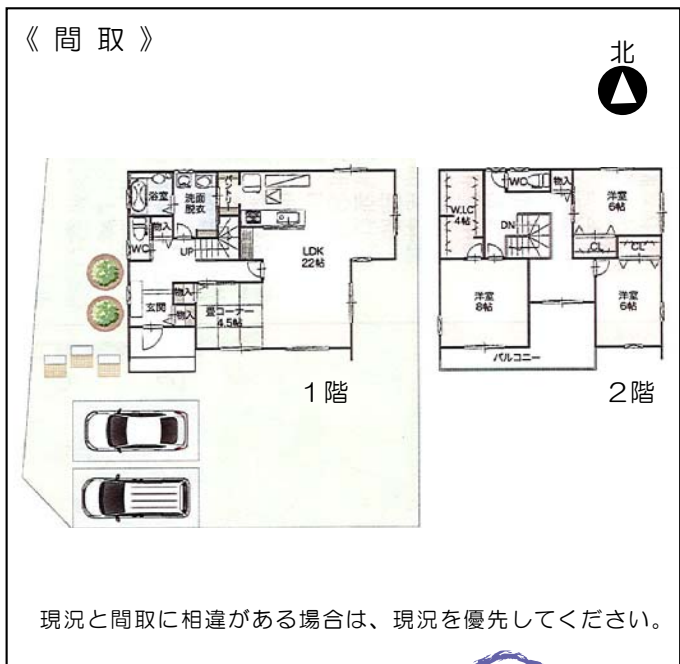 《間取》
北
浴室
洗面
脱衣
パントリー
物入
WC
UP
LDK
22帖
玄関
物入
物入
畳コーナー
4.5帖
1階
W.I.C
4帖
WC
物入
洋室
6帖
DN
CL
CL
洋室
8帖
洋室
6帖
バルコニー
2階
現況と間取に相違がある場合は、現況を優先してください。